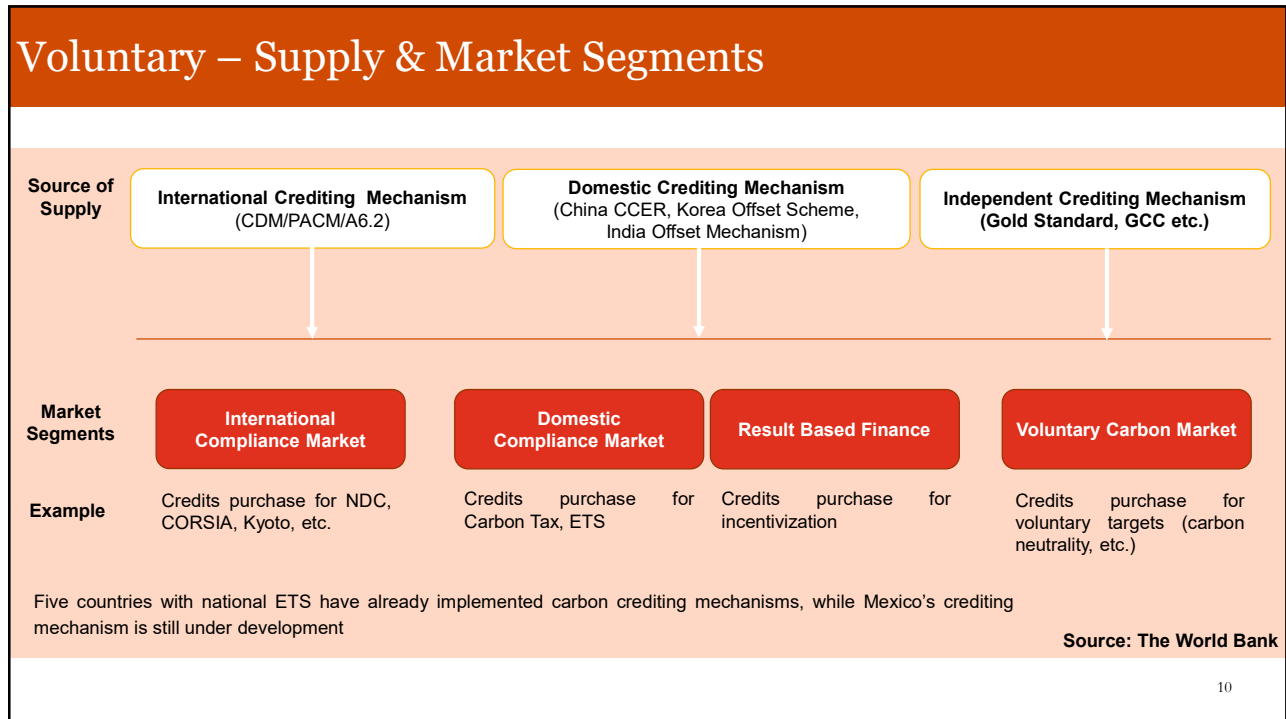 Voluntary – Supply & Market Segments
Source of
Supply
International Crediting Mechanism
(CDM/PACM/A6.2)
Domestic Crediting Mechanism
(China CCER, Korea Offset Scheme,
India Offset Mechanism)
Independent Crediting Mechanism
(Gold Standard, GCC etc.)
Market
Segments
International
Compliance Market
Domestic
Compliance Market
Result Based Finance
Voluntary Carbon Market
Example
Credits purchase for NDC,
CORSIA, Kyoto, etc.
Credits purchase for
Carbon Tax, ETS
Credits purchase for
incentivization
Credits purchase for
voluntary targets (carbon
neutrality, etc.)
Five countries with national ETS have already implemented carbon crediting mechanisms, while Mexico’s crediting
mechanism is still under development
Source: The World Bank
10